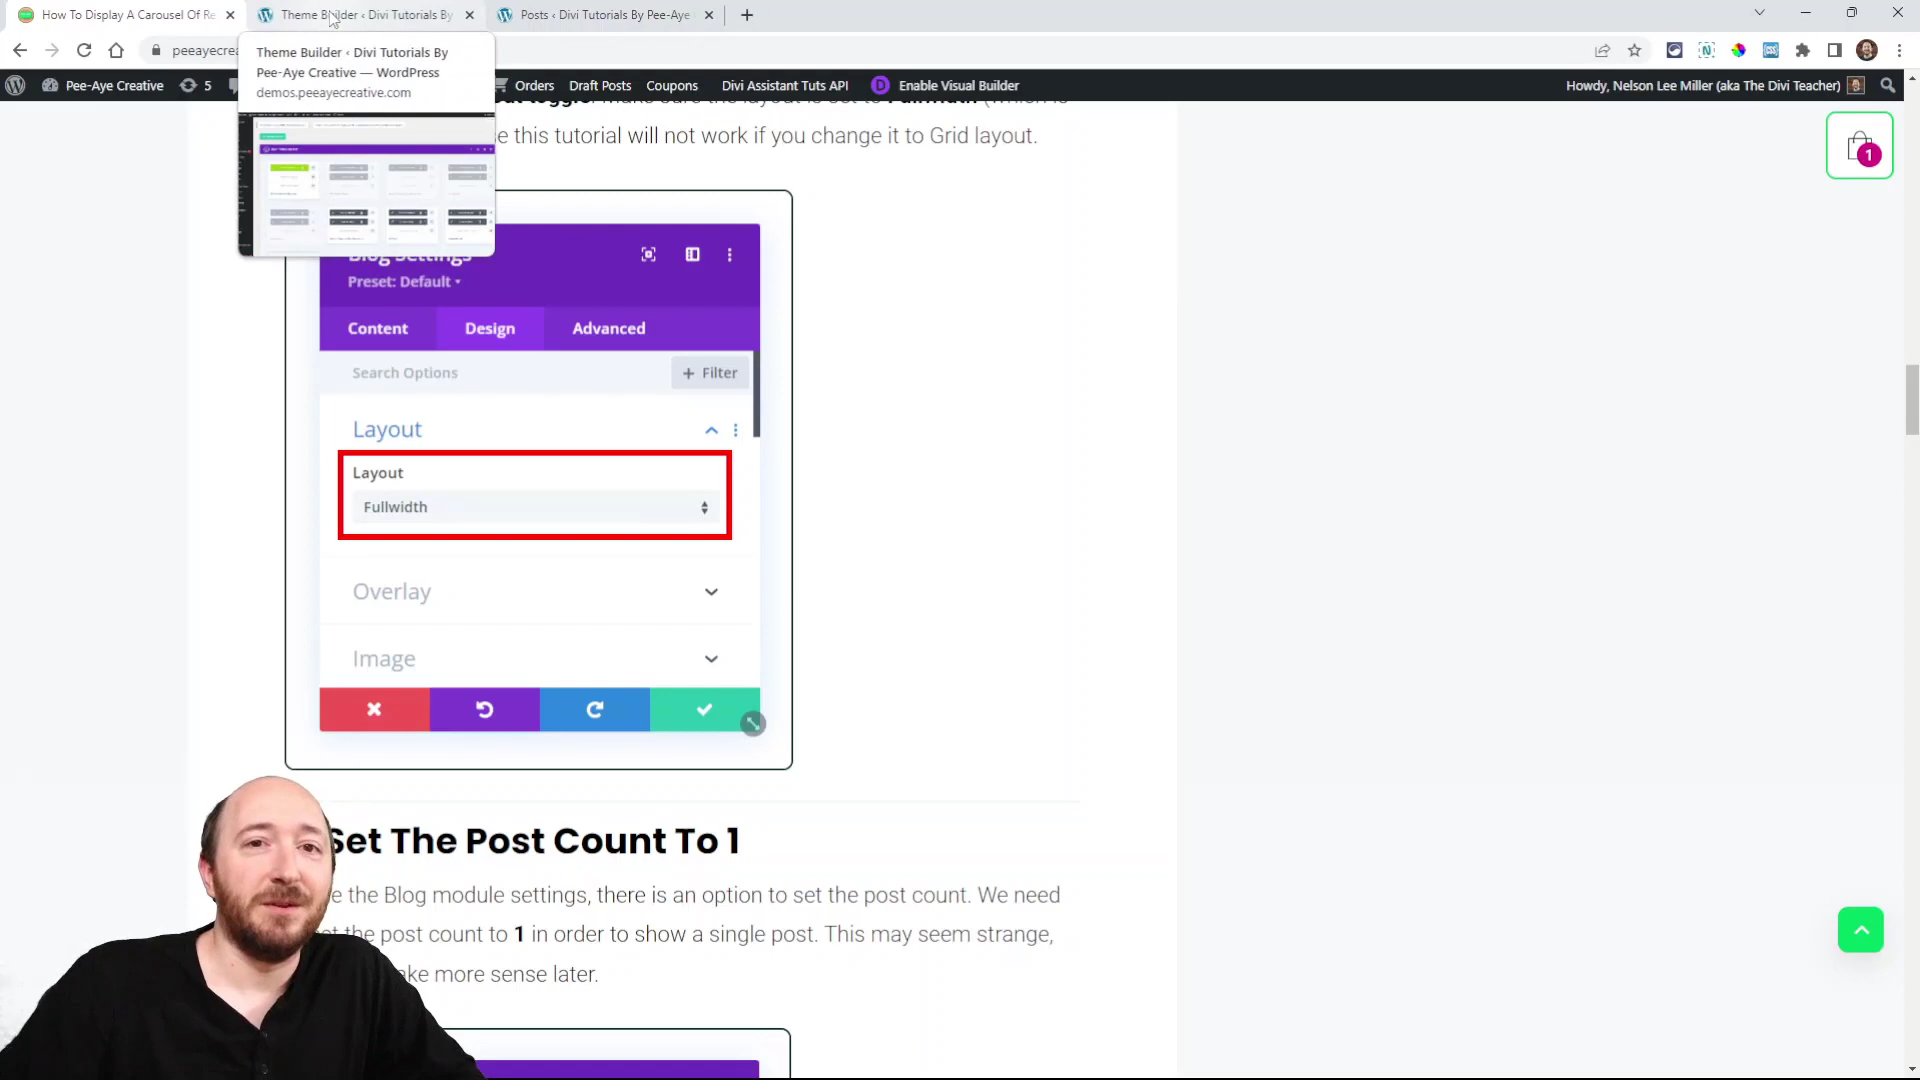 How To Display A Carousel Of Re
Theme Builder ‹ Divi Tutorials By
Posts ‹ Divi Tutorials By Pee-Aye
peeayecrea
Theme Builder ‹ Divi Tutorials By
Pee-Aye Creative — WordPress
demos.peeayecreative.com
Pee-Aye Creative
5
Orders
Draft Posts
Coupons
Divi Assistant Tuts API
D
Enable Visual Builder
Howdy, Nelson Lee Miller (aka The Divi Teacher)
1
e this tutorial will not work if you change it to Grid layout.
Blog Settings
Preset: Default
Content
Design
Advanced
Search Options
+ Filter
Layout
Layout
Fullwidth
Overlay
Image
Set The Post Count To 1
e the Blog module settings, there is an option to set the post count. We need
the post count to 1 in order to show a single post. This may seem strange,
ake more sense later.